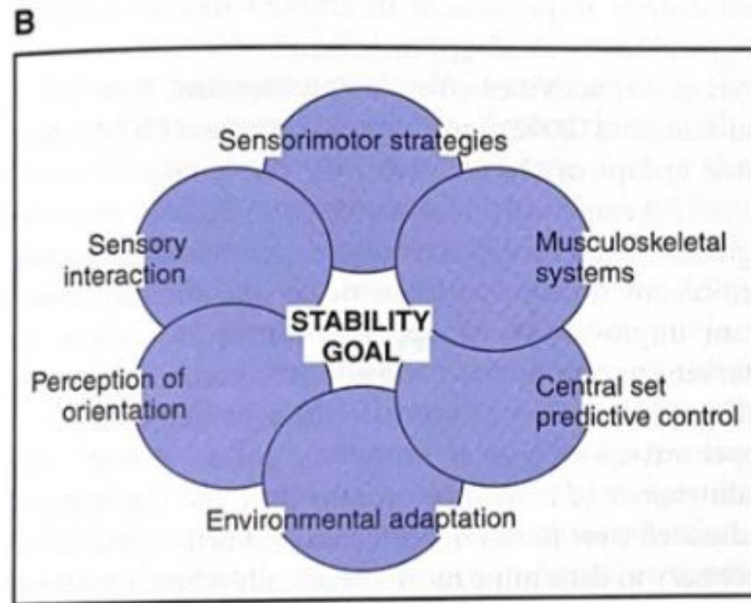 B
Sensorimotor strategies
Sensory
interaction
Musculoskeletal
systems
STABILITY
GOAL
Perception of
orientation
Central set
predictive control
Environmental adaptation